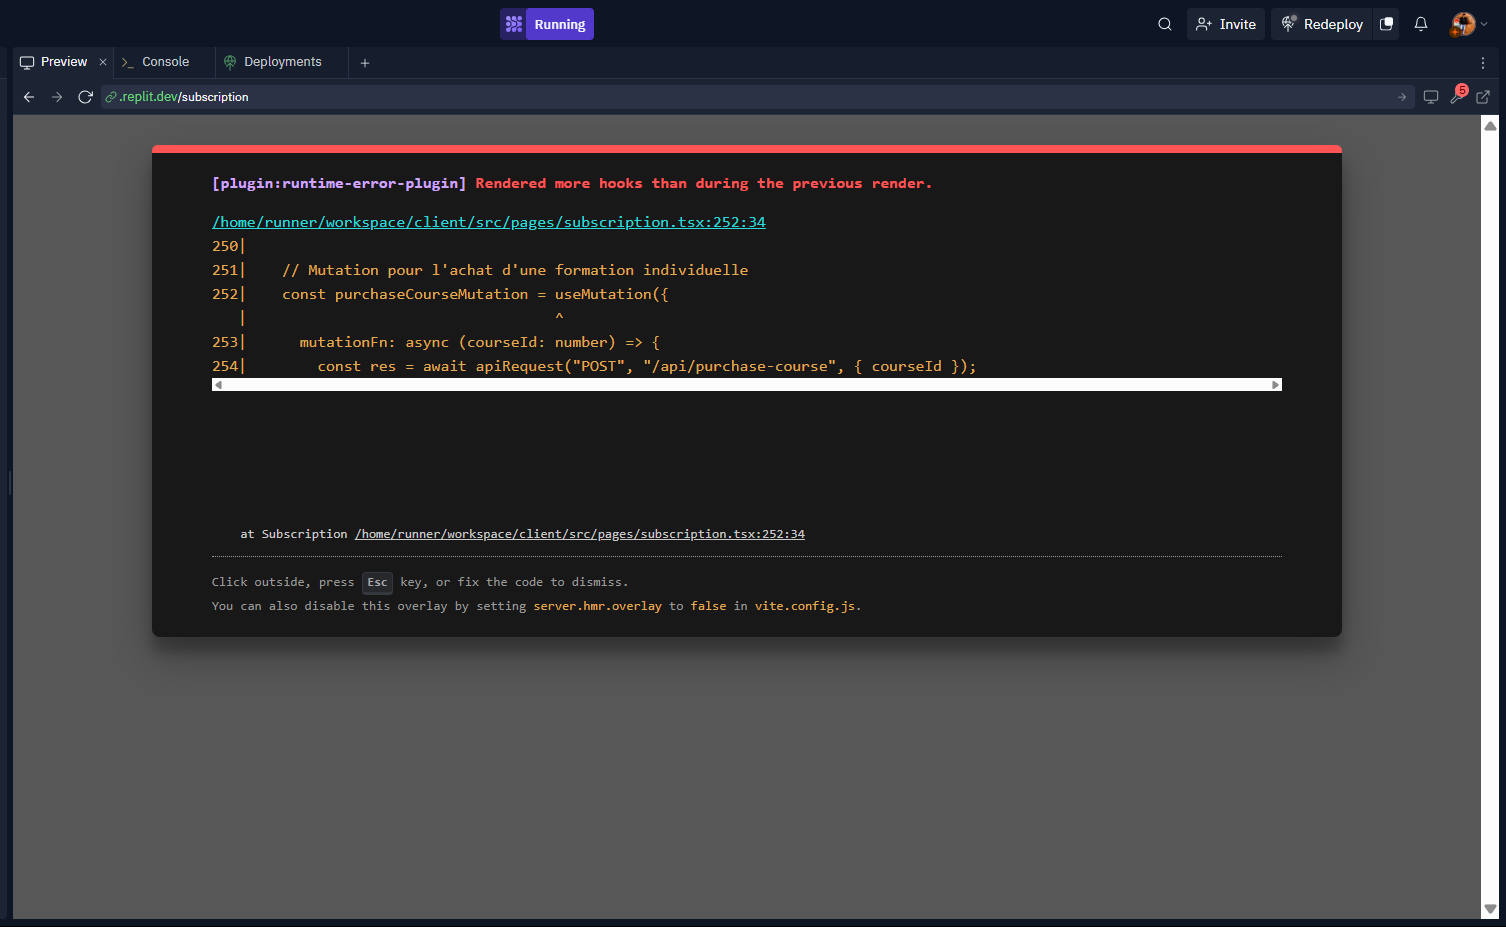 Running
Invite
Redeploy
Preview
Console
Deployments
.replit.dev/subscription
5
[plugin:runtime-error-plugin] Rendered more hooks than during the previous render.
/home/runner/workspace/client/src/pages/subscription.tsx:252:34
250|
251|    // Mutation pour l'achat d'une formation individuelle
252|    const purchaseCourseMutation = useMutation({
   |                                   ^
253|      mutationFn: async (courseId: number) => {
254|        const res = await apiRequest("POST", "/api/purchase-course", { courseId });
at Subscription /home/runner/workspace/client/src/pages/subscription.tsx:252:34
Click outside, press Esc key, or fix the code to dismiss.
You can also disable this overlay by setting server.hmr.overlay to false in vite.config.js.